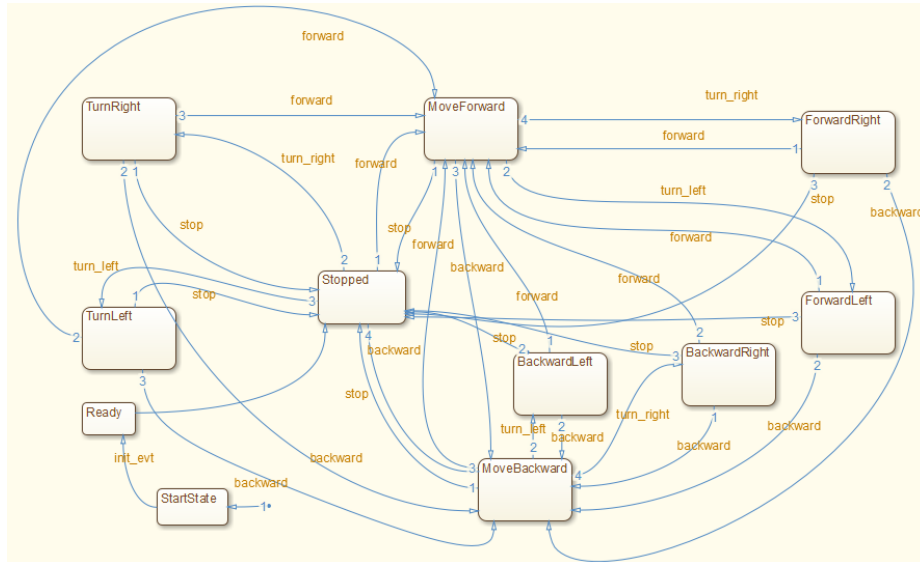 forward
TurnRight
3
forward
MoveForward
4
turn_right
ForwardRight
forward
1
2
1
turn_right
forward
1
3
2
turn_left
3
2
stop
backward
stop
stop
forward
backward
forward
turn_left
2
1
Stopped
3
1
stop
forward
forward
1
ForwardLeft
TurnLeft
2
4
stop
2
1
2
stop
3
BackwardRight
stop
3
backward
BackwardLeft
3
2
Ready
stop
turn_left
2
backward
turn_right
1
backward
backward
init_evt
backward
2
3
MoveBackward
4
1
backward
StartState
1